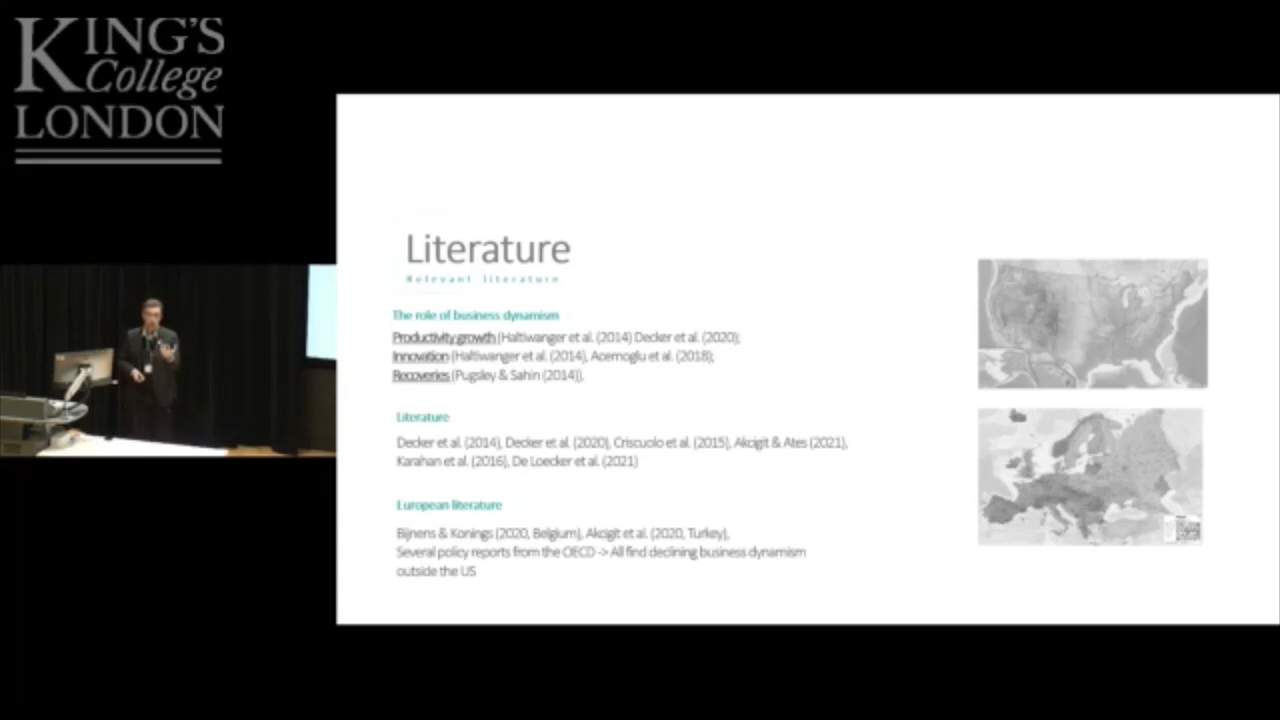 KING'S
College
LONDON
Literature
Relevant literature
The role of business dynamism
Productivity growth (Haltiwanger et al. (2014) Decker et al. (2020);
Innovation (Haltiwanger et al. (2014), Acemoglu et al. (2018);
Recoveries (Pugsley & Sahin (2014)).
Literature
Decker et al. (2014), Decker et al. (2020), Criscuolo et al. (2015), Akcigit & Ates (2021),
Karahan et al. (2016), De Loecker et al. (2021)
European literature
Bijnens & Konings (2020, Belgium), Akcigit et al. (2020, Turkey),
Several policy reports from the OECD -> All find declining business dynamism
outside the US